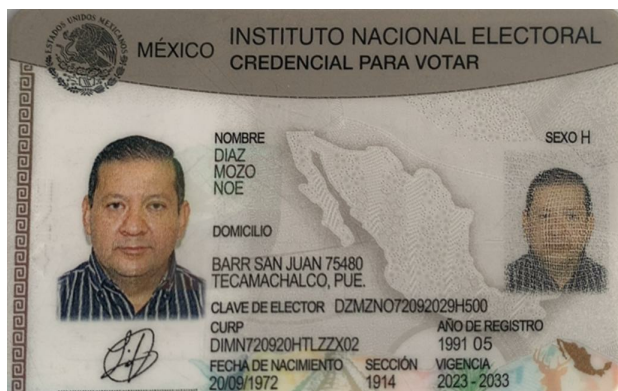 ESTADOS UNIDOS MEXICANOS
MÉXICO INSTITUTO NACIONAL ELECTORAL
CREDENCIAL PARA VOTAR
NOMBRE SEXO H
DIAZ
MOZO
NOE
DOMICILIO
BARR SAN JUAN 75480
TECAMACHALCO, PUE.
CLAVE DE ELECTOR DZMZNO72092029H500
CURP AÑO DE REGISTRO
DIMN720920HTLZZX02 1991 05
FECHA DE NACIMIENTO SECCIÓN VIGENCIA
20/09/1972 1914 2023 - 2033